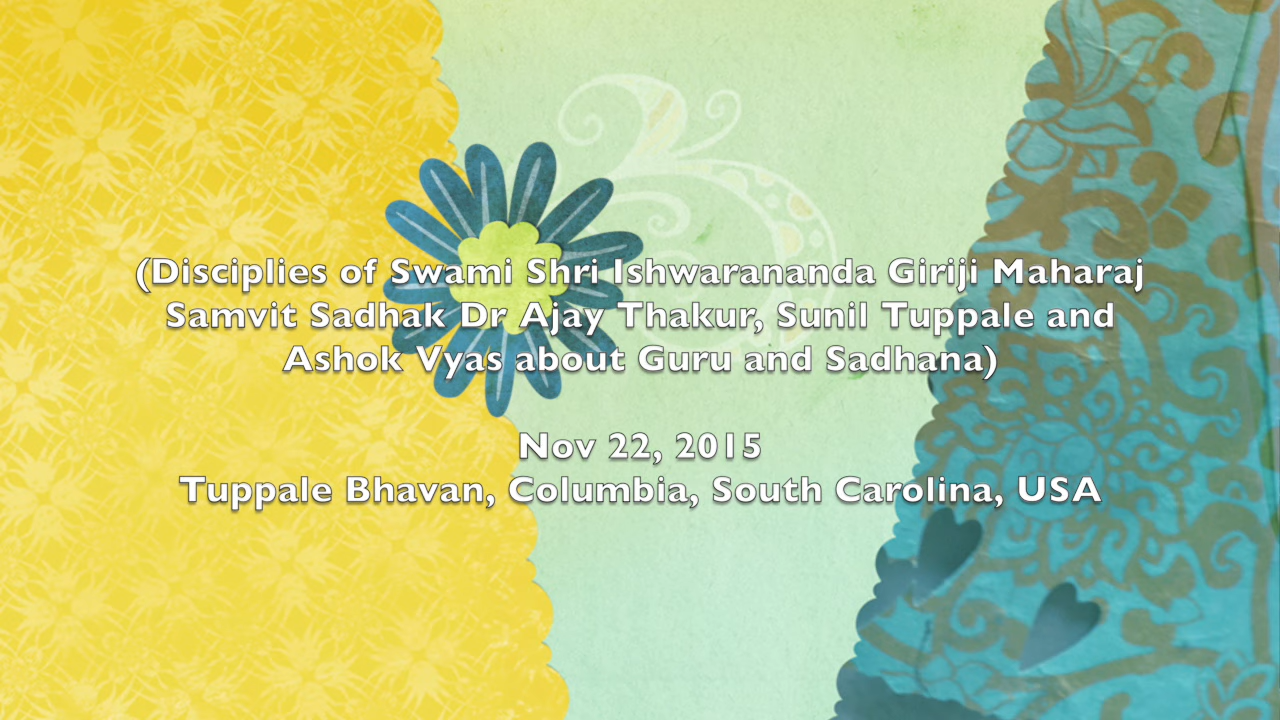 (Disciplies of Swami Shri Ishwarananda Giriji Maharaj
Samvit Sadhak Dr Ajay Thakur, Sunil Tuppale and
Ashok Vyas about Guru and Sadhana)
Nov 22, 2015
Tuppale Bhavan, Columbia, South Carolina, USA